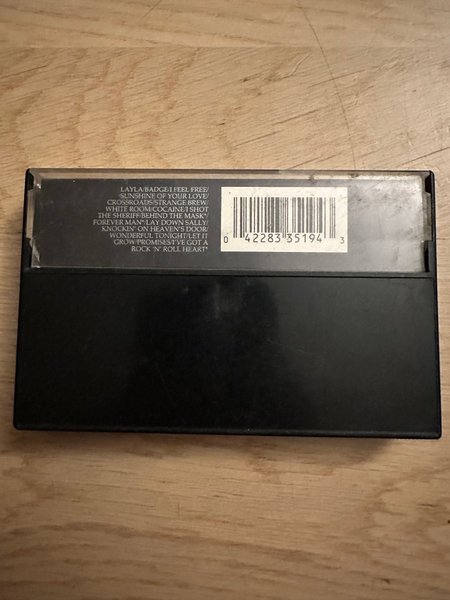 LAYLA/BADGE/I FEEL FREE/
SUNSHINE OF YOUR LOVE/
CROSSROADS/STRANGE BREW/
WHITE ROOM/COCAINE/I SHOT
THE SHERIFF/BEHIND THE MASK*/
FOREVER MAN*/LAY DOWN SALLY/
KNOCKIN' ON HEAVEN'S DOOR/
WONDERFUL TONIGHT/LET IT
GROW/PROMISES/I'VE GOT A
ROCK 'N' ROLL HEART*
0 42283 35194 3